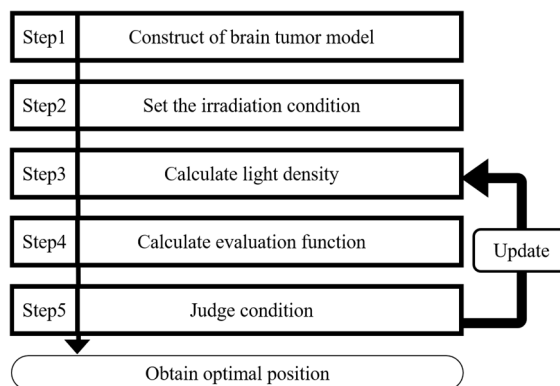 Step1 Construct of brain tumor model
Step2 Set the irradiation condition
Step3 Calculate light density
Step4 Calculate evaluation function
Update
Step5 Judge condition
Obtain optimal position